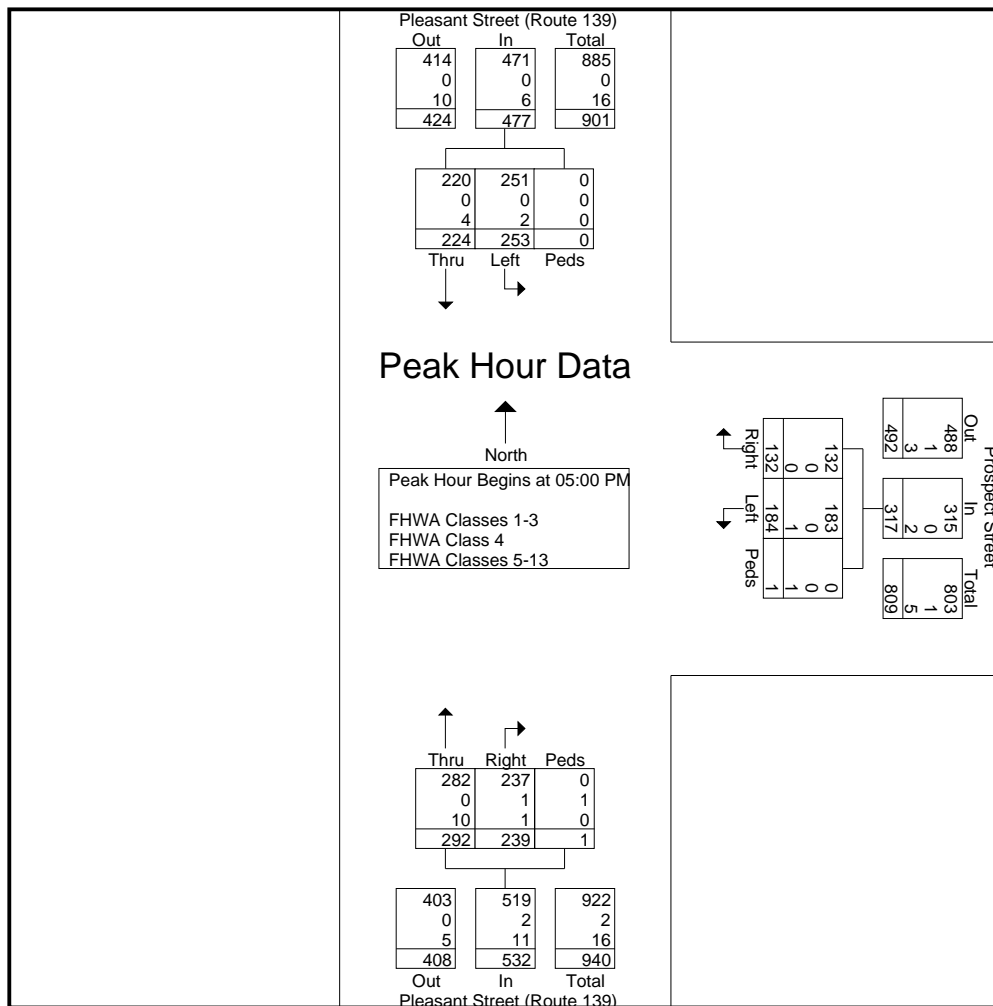 Pleasant Street (Route 139)
Out In Total
414 471 885
0 0 0
10 6 16
424 477 901
220 251 0
0 0 0
4 2 0
224 253 0
Thru Left Peds
Peak Hour Data
North
Peak Hour Begins at 05:00 PM
FHWA Classes 1-3
FHWA Class 4
FHWA Classes 5-13
Prospect Street
Out In Total
488 315 803
1 0 1
3 2 5
492 317 809
132 183 0
0 0 0
0 1 1
132 184 1
Right Left Peds
Thru Right Peds
282 237 0
0 1 1
10 1 0
292 239 1
403 519 922
0 2 2
5 11 16
408 532 940
Out In Total
Pleasant Street (Route 139)